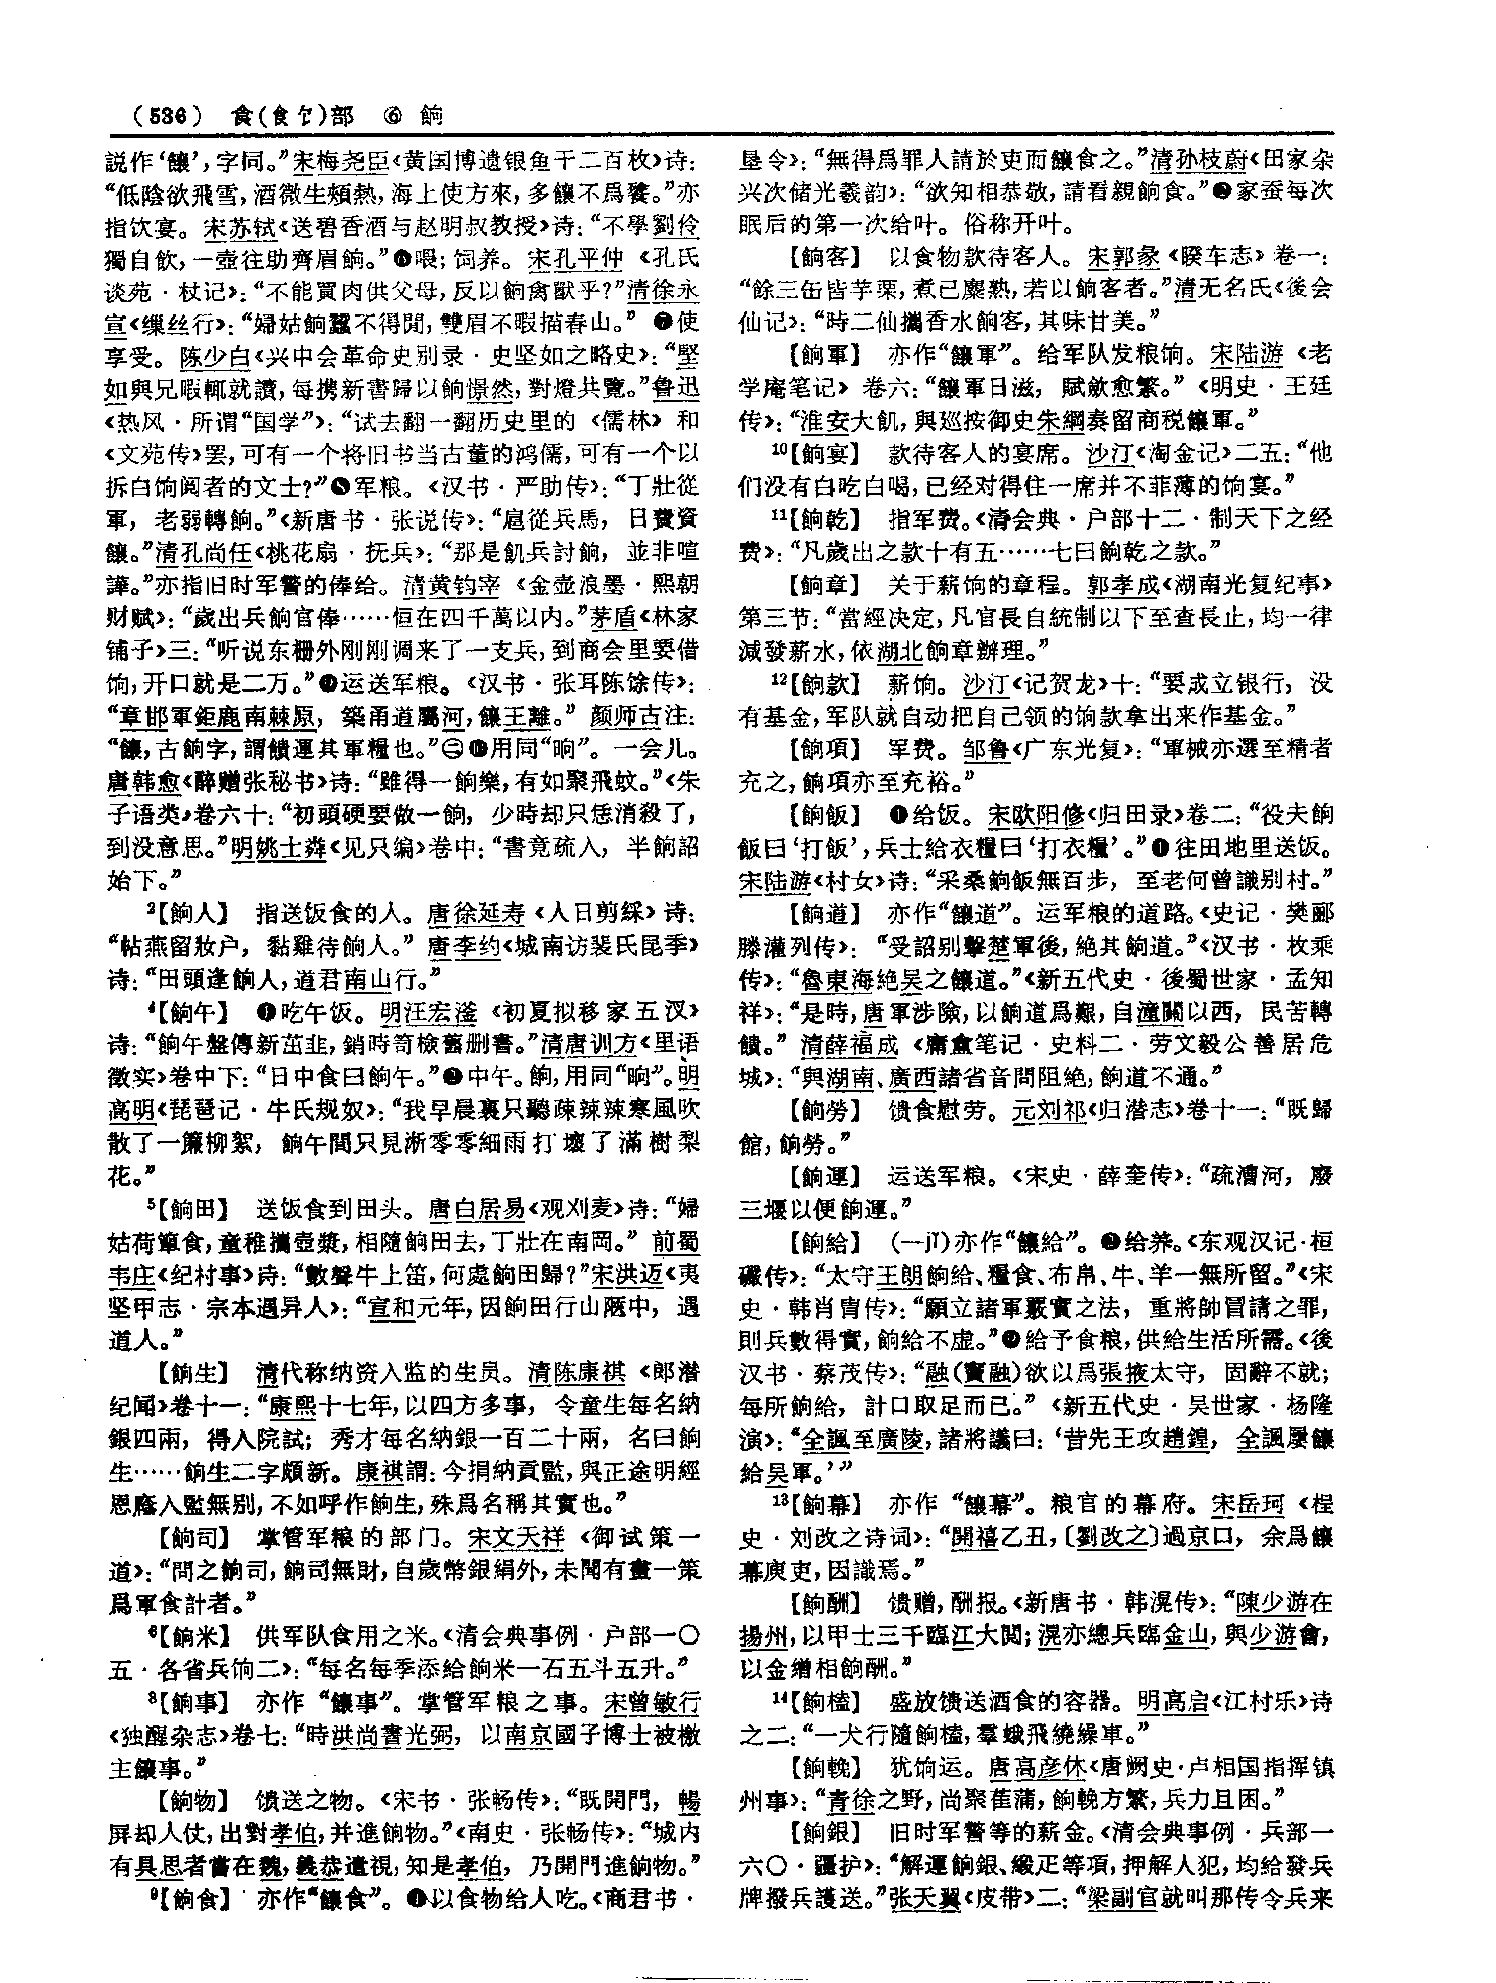 （536） 食(飠饣)部 ⑥ 餉
説作‘饟’，字同。”宋梅尧臣《黄国博遗银鱼干二百枚》诗：
“低陰欲飛雪，酒微生頰熱，海上使方來，多饟不爲饕。”亦
指饮宴。宋苏轼《送碧香酒与赵明叔教授》诗：“不學劉伶
獨自飲，一壺往助齊眉餉。”❻喂；饲养。宋孔平仲《孔氏
谈苑·杖记》：“不能買肉供父母，反以餉禽獸乎？”清徐永
宣《缫丝行》：“婦姑餉蠶不得閒，雙眉不暇描春山。”❼使
享受。陈少白《兴中会革命史别录·史坚如之略史》：“堅
如與兄暇輒就讀，每携新書歸以餉憬然，對燈共覽。”鲁迅
《热风·所谓“国学”》：“试去翻一翻历史里的《儒林》和
《文苑传》罢，可有一个将旧书当古董的鸿儒，可有一个以
拆白饷阅者的文士？”❽军粮。《汉书·严助传》：“丁壯從
軍，老弱轉餉。”《新唐书·张说传》：“扈從兵馬，日費資
饟。”清孔尚任《桃花扇·抚兵》：“那是飢兵討餉，並非喧
譁。”亦指旧时军警的俸给。清黄钧宰《金壶浪墨·熙朝
财赋》：“歲出兵餉官俸……恒在四千萬以内。”茅盾《林家
铺子》三：“听说东栅外刚刚调来了一支兵，到商会里要借
饷，开口就是二万。”❾运送军粮。《汉书·张耳陈馀传》：
“章邯軍鉅鹿南棘原，築甬道屬河，饟王離。”颜师古注：
“饟，古餉字，謂饋運其軍糧也。”㊁❿用同“晌”。一会儿。
唐韩愈《醉赠张秘书》诗：“雖得一餉樂，有如聚飛蚊。”《朱
子语类》卷六十：“初頭硬要做一餉，少時却只恁消殺了，
到没意思。”明姚士粦《见只编》卷中：“書竟疏入，半餉詔
始下。”
2【餉人】 指送饭食的人。唐徐延寿《人日剪綵》诗：
“帖燕留妝户，黏雞待餉人。”唐李约《城南访裴氏昆季》
诗：“田頭逢餉人，道君南山行。”
4【餉午】 ❶吃午饭。明汪宏滏《初夏拟移家五汊》
诗：“餉午盤傳新茁韭，銷時笥檢舊删書。”清唐训方《里语
徵实》卷中下：“日中食曰餉午。”❷中午。餉，用同“晌”。明
高明《琵琶记·牛氏规奴》：“我早晨裏只聽疎辣辣寒風吹
散了一簾柳絮，餉午間只見淅零零細雨打壞了滿樹梨
花。”
5【餉田】 送饭食到田头。唐白居易《观刈麦》诗：“婦
姑荷簞食，童稚攜壺漿，相隨餉田去，丁壯在南岡。”前蜀
韦庄《纪村事》诗：“數聲牛上笛，何處餉田歸？”宋洪迈《夷
坚甲志·宗本遇异人》：“宣和元年，因餉田行山陿中，遇
道人。”
【餉生】 清代称纳资入监的生员。清陈康祺《郎潜
纪闻》卷十一：“康熙十七年，以四方多事，令童生每名納
銀四兩，得入院試；秀才每名納銀一百二十兩，名曰餉
生……餉生二字頗新。康祺謂：今捐納貢監，與正途明經
恩廕入監無别，不如呼作餉生，殊爲名稱其實也。”
【餉司】 掌管军粮的部门。宋文天祥《御试策一
道》：“問之餉司，餉司無財，自歲幣銀絹外，未聞有畫一策
爲軍食計者。”
6【餉米】 供军队食用之米。《清会典事例·户部一〇
五·各省兵饷二》：“每名每季添給餉米一石五斗五升。”
8【餉事】 亦作“饟事”。掌管军粮之事。宋曾敏行
《独醒杂志》卷七：“時洪尚書光弼，以南京國子博士被檄
主饟事。”
【餉物】 馈送之物。《宋书·张畅传》：“既開門，暢
屏却人仗，出對孝伯，并進餉物。”《南史·张畅传》：“城内
有具思者嘗在魏，義恭遣視，知是孝伯，乃開門進餉物。”
9【餉食】 亦作“饟食”。❶以食物给人吃。《商君书·
垦令》：“無得爲罪人請於吏而饟食之。”清孙枝蔚《田家杂
兴次储光羲韵》：“欲知相恭敬，請看親餉食。”❷家蚕每次
眠后的第一次给叶。俗称开叶。
【餉客】 以食物款待客人。宋郭彖《睽车志》卷一：
“餘三缶皆芋栗，煮已麋熟，若以餉客者。”清无名氏《後会
仙记》：“時二仙攜香水餉客，其味甘美。”
【餉軍】 亦作“饟軍”。给军队发粮饷。宋陆游《老
学庵笔记》卷六：“饟軍日滋，賦斂愈繁。”《明史·王廷
传》：“淮安大飢，與巡按御史朱綱奏留商税饟軍。”
10【餉宴】 款待客人的宴席。沙汀《淘金记》二五：“他
们没有白吃白喝，已经对得住一席并不菲薄的饷宴。”
11【餉乾】 指军费。《清会典·户部十二·制天下之经
费》：“凡歲出之款十有五……七曰餉乾之款。”
【餉章】 关于薪饷的章程。郭孝成《湖南光复纪事》
第三节：“當經决定，凡官長自統制以下至查長止，均一律
減發薪水，依湖北餉章辦理。”
12【餉款】 薪饷。沙汀《记贺龙》十：“要成立银行，没
有基金，军队就自动把自己领的饷款拿出来作基金。”
【餉項】 军费。邹鲁《广东光复》：“軍械亦選至精者
充之，餉項亦至充裕。”
【餉飯】 ❶给饭。宋欧阳修《归田录》卷二：“役夫餉
飯曰‘打飯’，兵士給衣糧曰‘打衣糧’。”❷往田地里送饭。
宋陆游《村女》诗：“采桑餉飯無百步，至老何曾識别村。”
【餉道】 亦作“饟道”。运军粮的道路。《史记·樊郦
滕灌列传》：“受詔别擊楚軍後，絶其餉道。”《汉书·枚乘
传》：“魯東海絶吴之饟道。”《新五代史·後蜀世家·孟知
祥》：“是時，唐軍涉險，以餉道爲艱，自潼關以西，民苦轉
饋。”清薛福成《庸盦笔记·史料二·劳文毅公善居危
城》：“與湖南、廣西諸省音問阻絶，餉道不通。”
【餉勞】 馈食慰劳。元刘祁《归潜志》卷十一：“既歸
館，餉勞。”
【餉運】 运送军粮。《宋史·薛奎传》：“疏漕河，廢
三堰以便餉運。”
【餉給】 （—jǐ）亦作“饟給”。❶给养。《东观汉记·桓
礹传》：“太守王朗餉給、糧食、布帛、牛、羊一無所留。”《宋
史·韩肖胄传》：“願立諸軍覈實之法，重將帥冒請之罪，
則兵數得實，餉給不虚。”❷给予食粮，供给生活所需。《後
汉书·蔡茂传》：“融（竇融）欲以爲張掖太守，固辭不就；
每所餉給，計口取足而已。”《新五代史·吴世家·杨隆
演》：“全諷至廣陵，諸將議曰：‘昔先王攻趙鍠，全諷屢饟
給吴軍。’”
13【餉幕】 亦作“饟幕”。粮官的幕府。宋岳珂《桯
史·刘改之诗词》：“開禧乙丑，〔劉改之〕過京口，余爲饟
幕庾吏，因識焉。”
【餉酬】 馈赠，酬报。《新唐书·韩滉传》：“陳少游在
揚州，以甲士三千臨江大閲；滉亦總兵臨金山，與少游會，
以金繒相餉酬。”
14【餉榼】 盛放馈送酒食的容器。明高启《江村乐》诗
之二：“一犬行隨餉榼，羣蛾飛繞繰車。”
【餉輓】 犹饷运。唐高彦休《唐阙史·卢相国指挥镇
州事》：“青徐之野，尚聚萑蒲，餉輓方繁，兵力且困。”
【餉銀】 旧时军警等的薪金。《清会典事例·兵部一
六〇·疆护》：“解運餉銀、緞疋等項，押解人犯，均給發兵
牌撥兵護送。”张天翼《皮带》二：“梁副官就叫那传令兵来